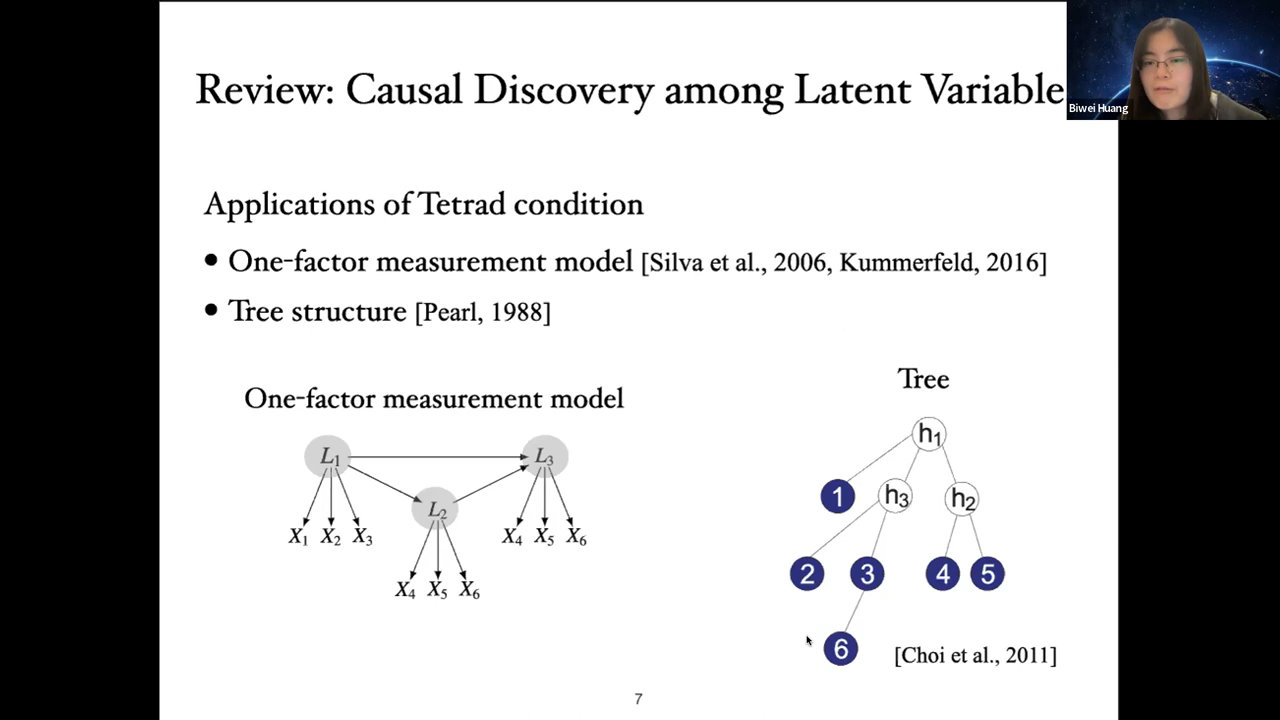 Review: Causal Discovery among Latent Variable
Biwei Huang
Applications of Tetrad condition
• One-factor measurement model [Silva et al., 2006, Kummerfeld, 2016]
• Tree structure [Pearl, 1988]
One-factor measurement model
L1 L3
L2
X1 X2 X3 X4 X5 X6
X4 X5 X6
Tree
h1
1 h3 h2
2 3 4 5
6
[Choi et al., 2011]
7